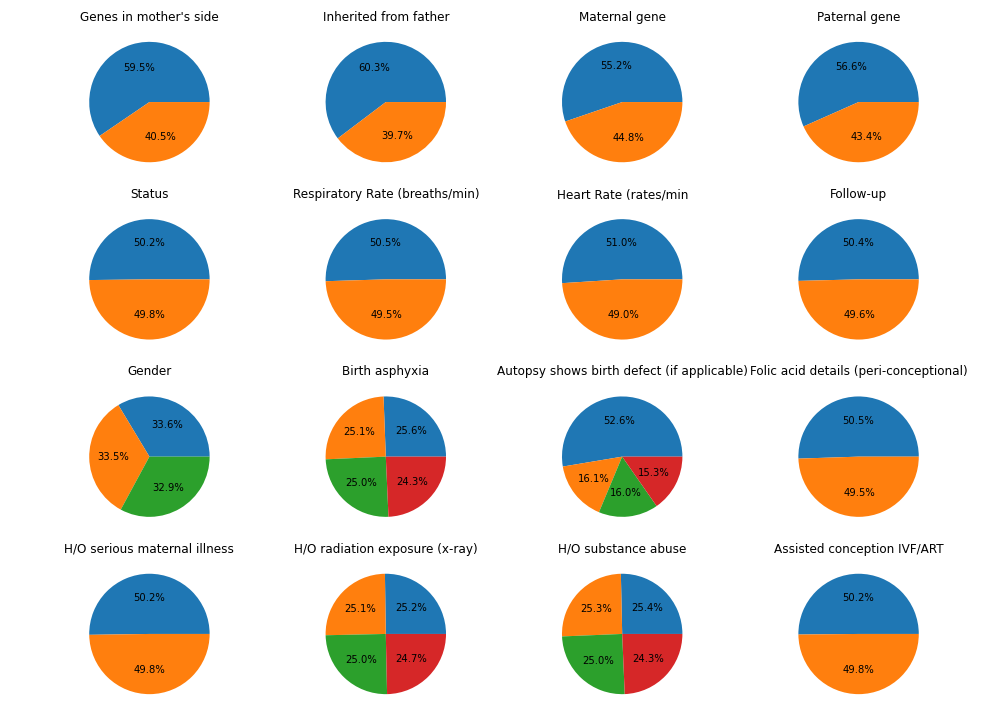 Genes in mother's side
59.5%
40.5%
Inherited from father
60.3%
39.7%
Maternal gene
55.2%
44.8%
Paternal gene
56.6%
43.4%
Status
50.2%
49.8%
Respiratory Rate (breaths/min)
50.5%
49.5%
Heart Rate (rates/min
51.0%
49.0%
Follow-up
50.4%
49.6%
Gender
33.6%
33.5%
32.9%
Birth asphyxia
25.6%
25.1%
25.0%
24.3%
Autopsy shows birth defect (if applicable)
52.6%
16.1%
16.0%
15.3%
Folic acid details (peri-conceptional)
50.5%
49.5%
H/O serious maternal illness
50.2%
49.8%
H/O radiation exposure (x-ray)
25.2%
25.1%
25.0%
24.7%
H/O substance abuse
25.4%
25.3%
25.0%
24.3%
Assisted conception IVF/ART
50.2%
49.8%